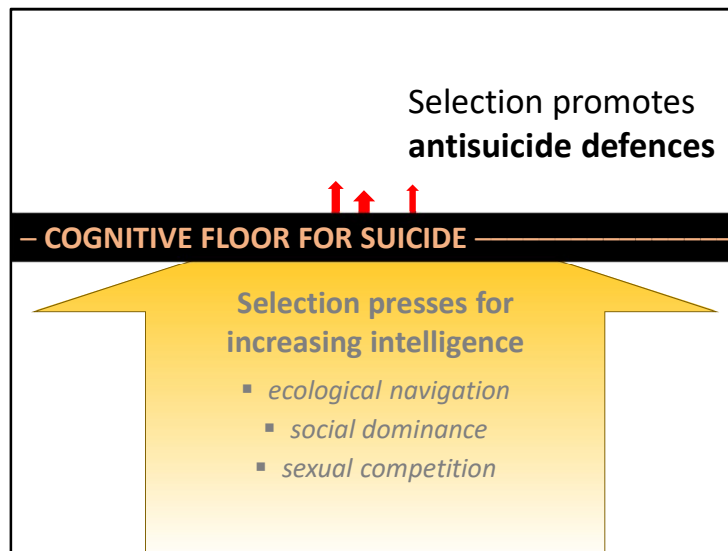 Selection promotes
antisuicide defences
– COGNITIVE FLOOR FOR SUICIDE –––––––––––––––
Selection presses for
increasing intelligence
▪ ecological navigation
▪ social dominance
▪ sexual competition